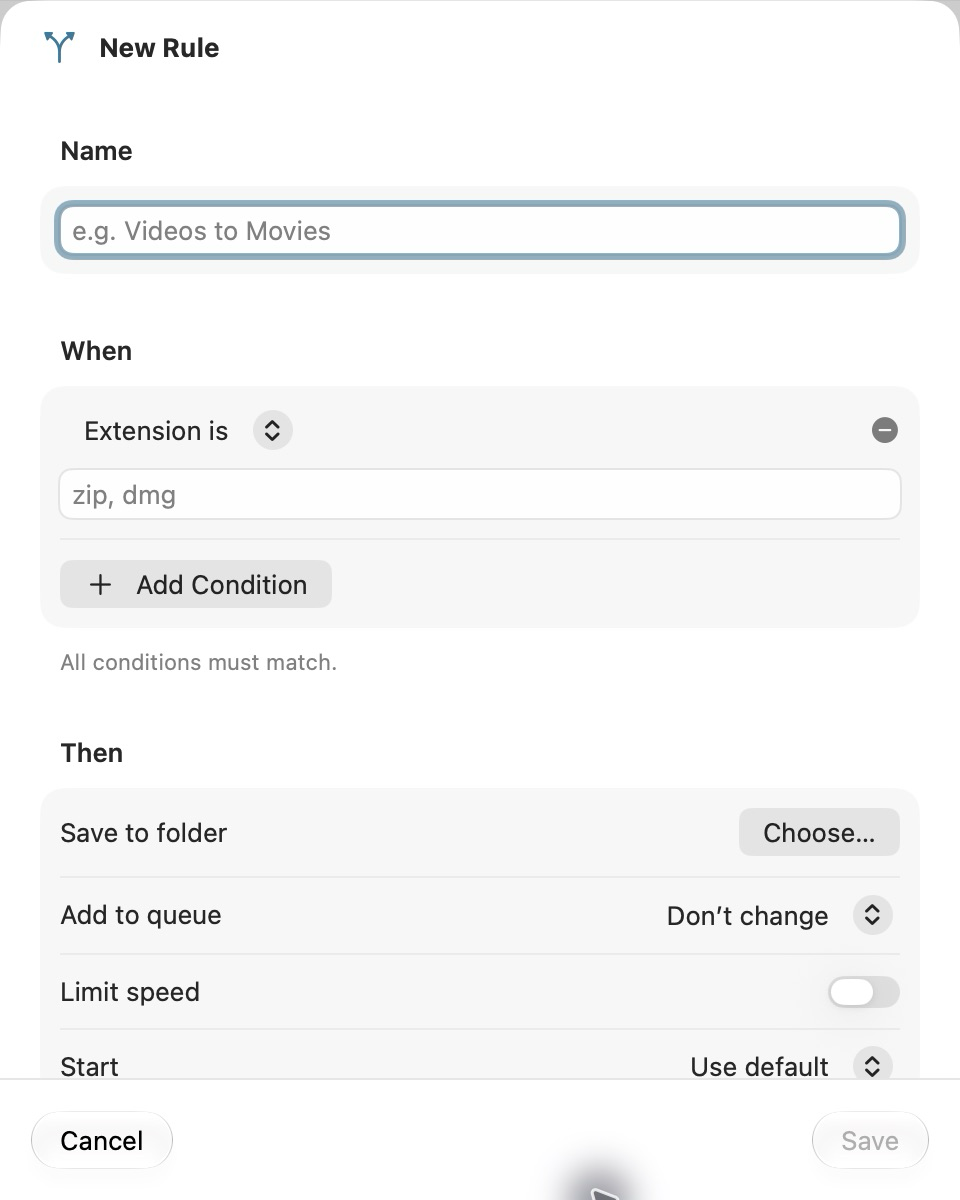 New Rule
Name
e.g. Videos to Movies
When
Extension is
zip, dmg
Add Condition
All conditions must match.
Then
Save to folder
Choose...
Add to queue
Don’t change
Limit speed
Start
Use default
Cancel
Save